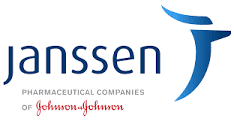 janssen
PHARMACEUTICAL COMPANIES
OF Johnson & Johnson